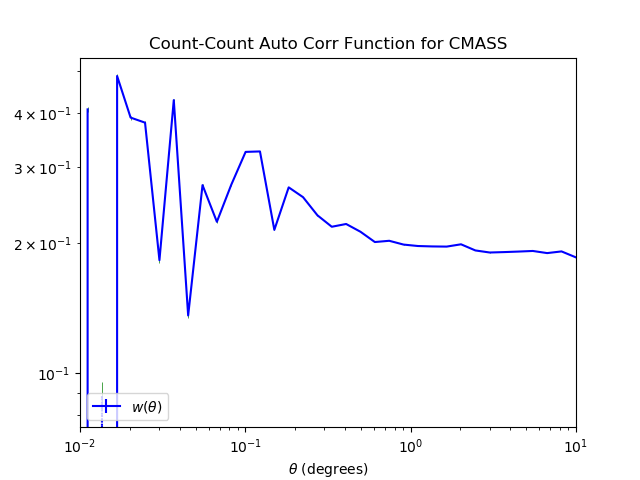 Count-Count Auto Corr Function for CMASS
4 × 10⁻¹
3 × 10⁻¹
2 × 10⁻¹
10⁻¹
w(θ)
10⁻² 10⁻¹ 10⁰ 10¹
θ (degrees)